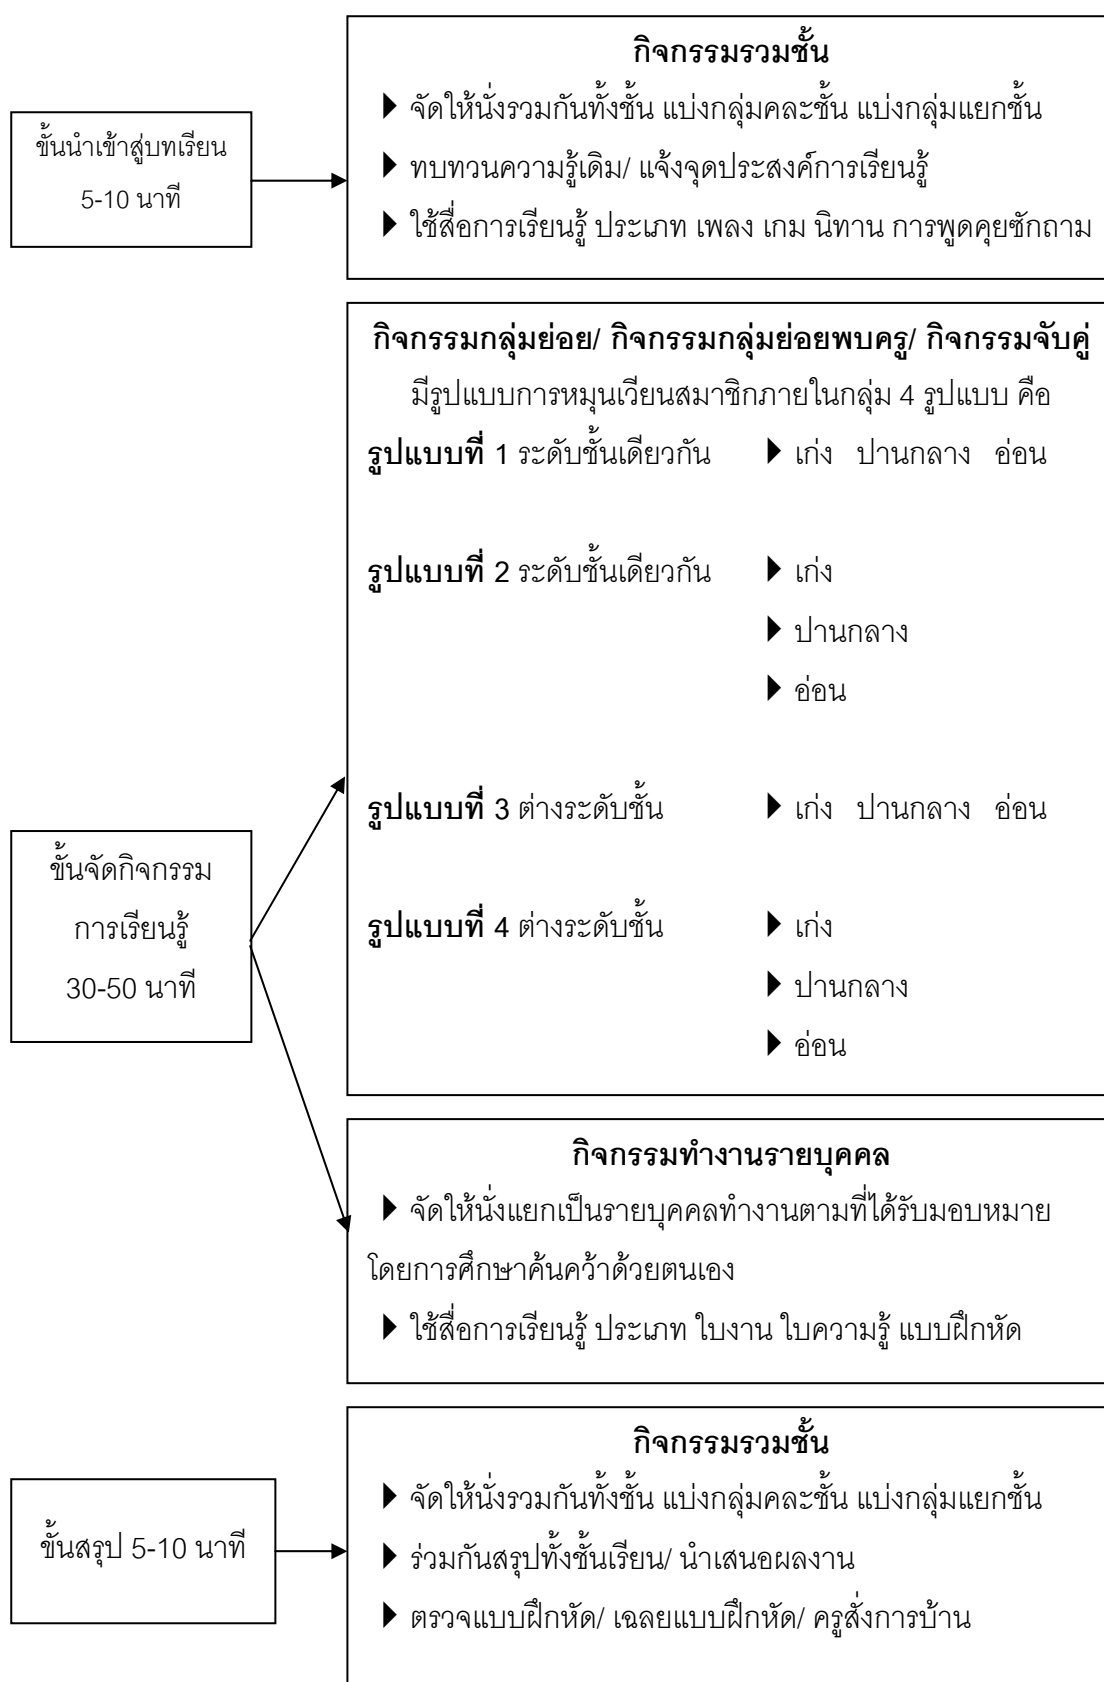 กิจกรรมรวมชั้น
▶ จัดให้นั่งรวมกันทั้งชั้น แบ่งกลุ่มคละชั้น แบ่งกลุ่มแยกชั้น
ขั้นนำเข้าสู่บทเรียน
5-10 นาที
▶ ทบทวนความรู้เดิม/ แจ้งจุดประสงค์การเรียนรู้
▶ ใช้สื่อการเรียนรู้ ประเภท เพลง เกม นิทาน การพูดคุยซักถาม
กิจกรรมกลุ่มย่อย/ กิจกรรมกลุ่มย่อยพบครู/ กิจกรรมจับคู่
มีรูปแบบการหมุนเวียนสมาชิกภายในกลุ่ม 4 รูปแบบ คือ
รูปแบบที่ 1 ระดับชั้นเดียวกัน ▶ เก่ง ปานกลาง อ่อน
รูปแบบที่ 2 ระดับชั้นเดียวกัน ▶ เก่ง
▶ ปานกลาง
▶ อ่อน
รูปแบบที่ 3 ต่างระดับชั้น ▶ เก่ง ปานกลาง อ่อน
ขั้นจัดกิจกรรม
การเรียนรู้
30-50 นาที
รูปแบบที่ 4 ต่างระดับชั้น ▶ เก่ง
▶ ปานกลาง
▶ อ่อน
กิจกรรมทำงานรายบุคคล
▶ จัดให้นั่งแยกเป็นรายบุคคลทำงานตามที่ได้รับมอบหมาย
โดยการศึกษาค้นคว้าด้วยตนเอง
▶ ใช้สื่อการเรียนรู้ ประเภท ใบงาน ใบความรู้ แบบฝึกหัด
กิจกรรมรวมชั้น
▶ จัดให้นั่งรวมกันทั้งชั้น แบ่งกลุ่มคละชั้น แบ่งกลุ่มแยกชั้น
ขั้นสรุป 5-10 นาที
▶ ร่วมกันสรุปทั้งชั้นเรียน/ นำเสนอผลงาน
▶ ตรวจแบบฝึกหัด/ เฉลยแบบฝึกหัด/ ครูสั่งการบ้าน